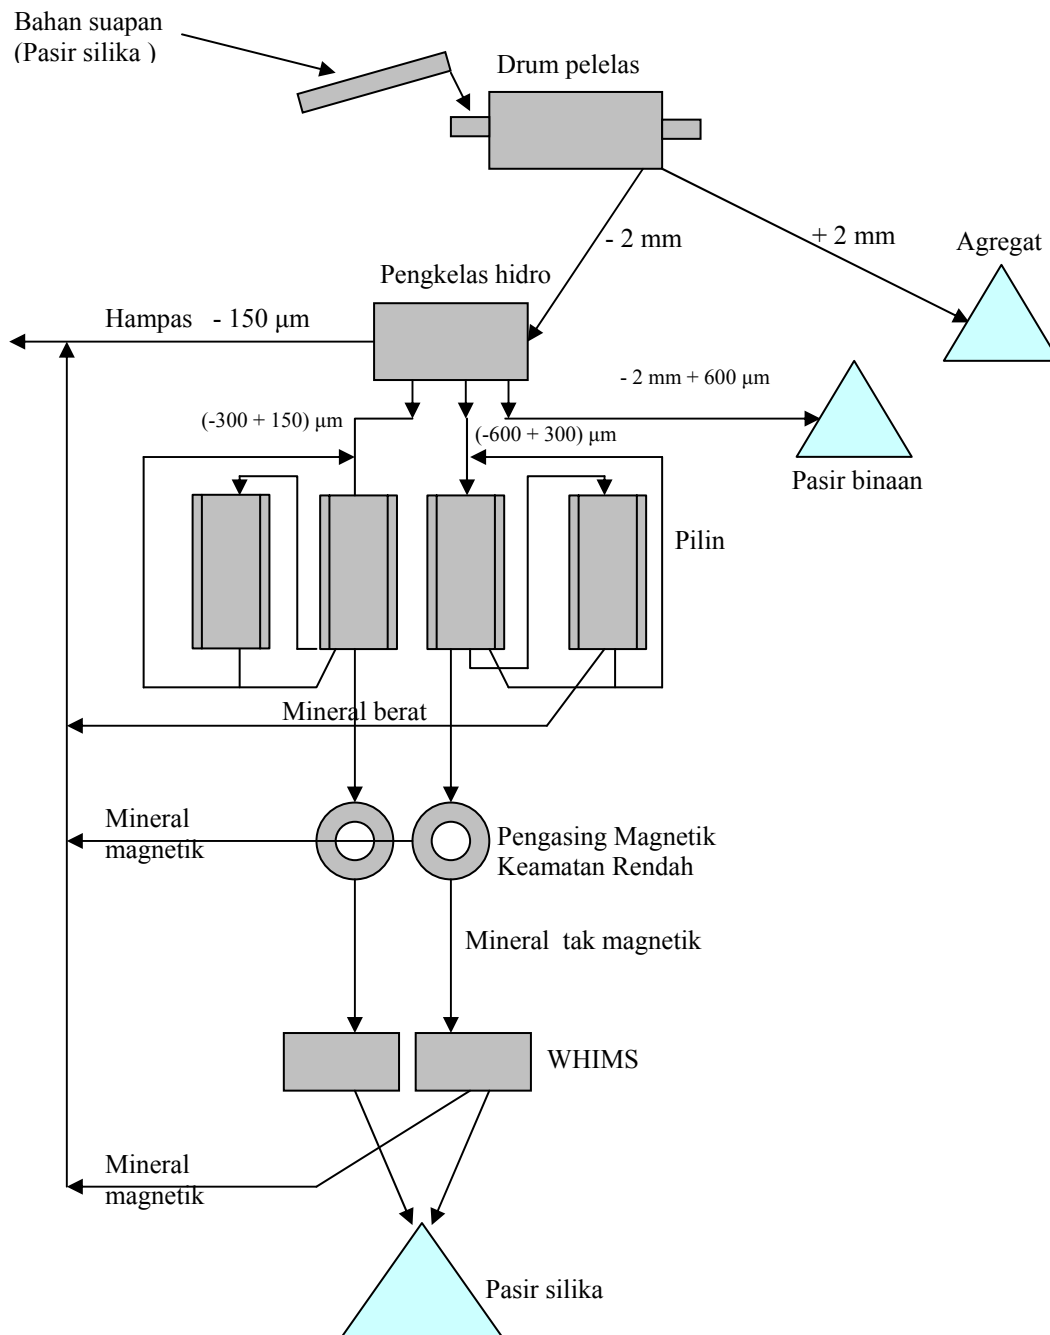 Bahan suapan
(Pasir silika )
Drum pelelas
- 2 mm
+ 2 mm
Agregat
Pengkelas hidro
Hampas - 150 µm
- 2 mm + 600 µm
(-300 + 150) µm
(-600 + 300) µm
Pasir binaan
Pilin
Mineral berat
Mineral
magnetik
Pengasing Magnetik
Keamatan Rendah
Mineral tak magnetik
WHIMS
Mineral
magnetik
Pasir silika